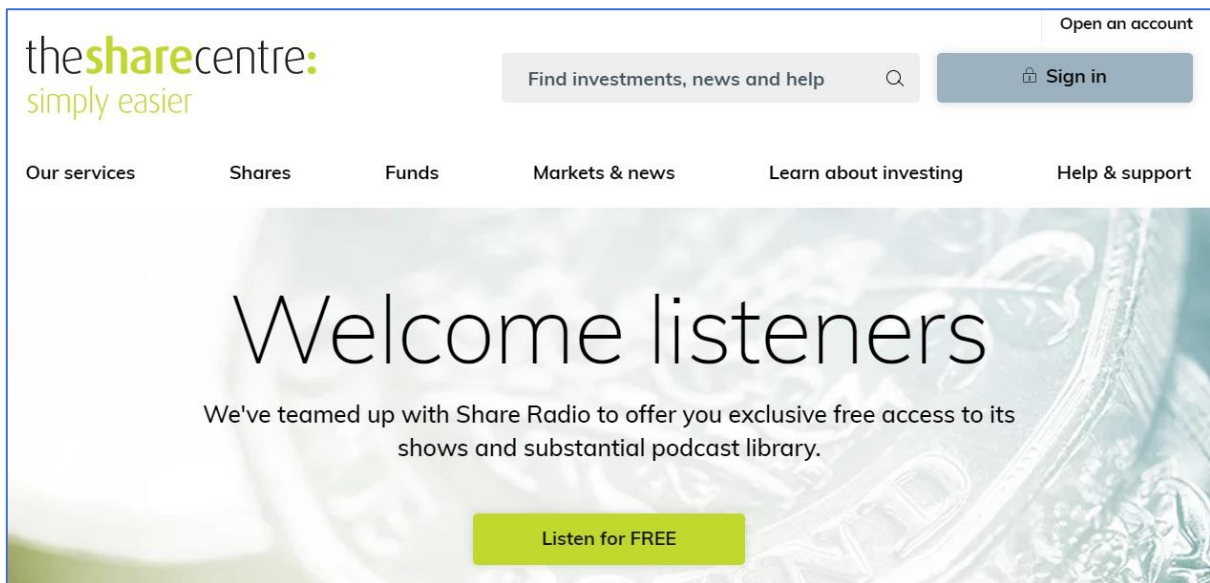 Open an account
thesharecentre:
simply easier
Find investments, news and help
Sign in
Our services Shares Funds Markets & news Learn about investing Help & support
Welcome listeners
We've teamed up with Share Radio to offer you exclusive free access to its
shows and substantial podcast library.
Listen for FREE